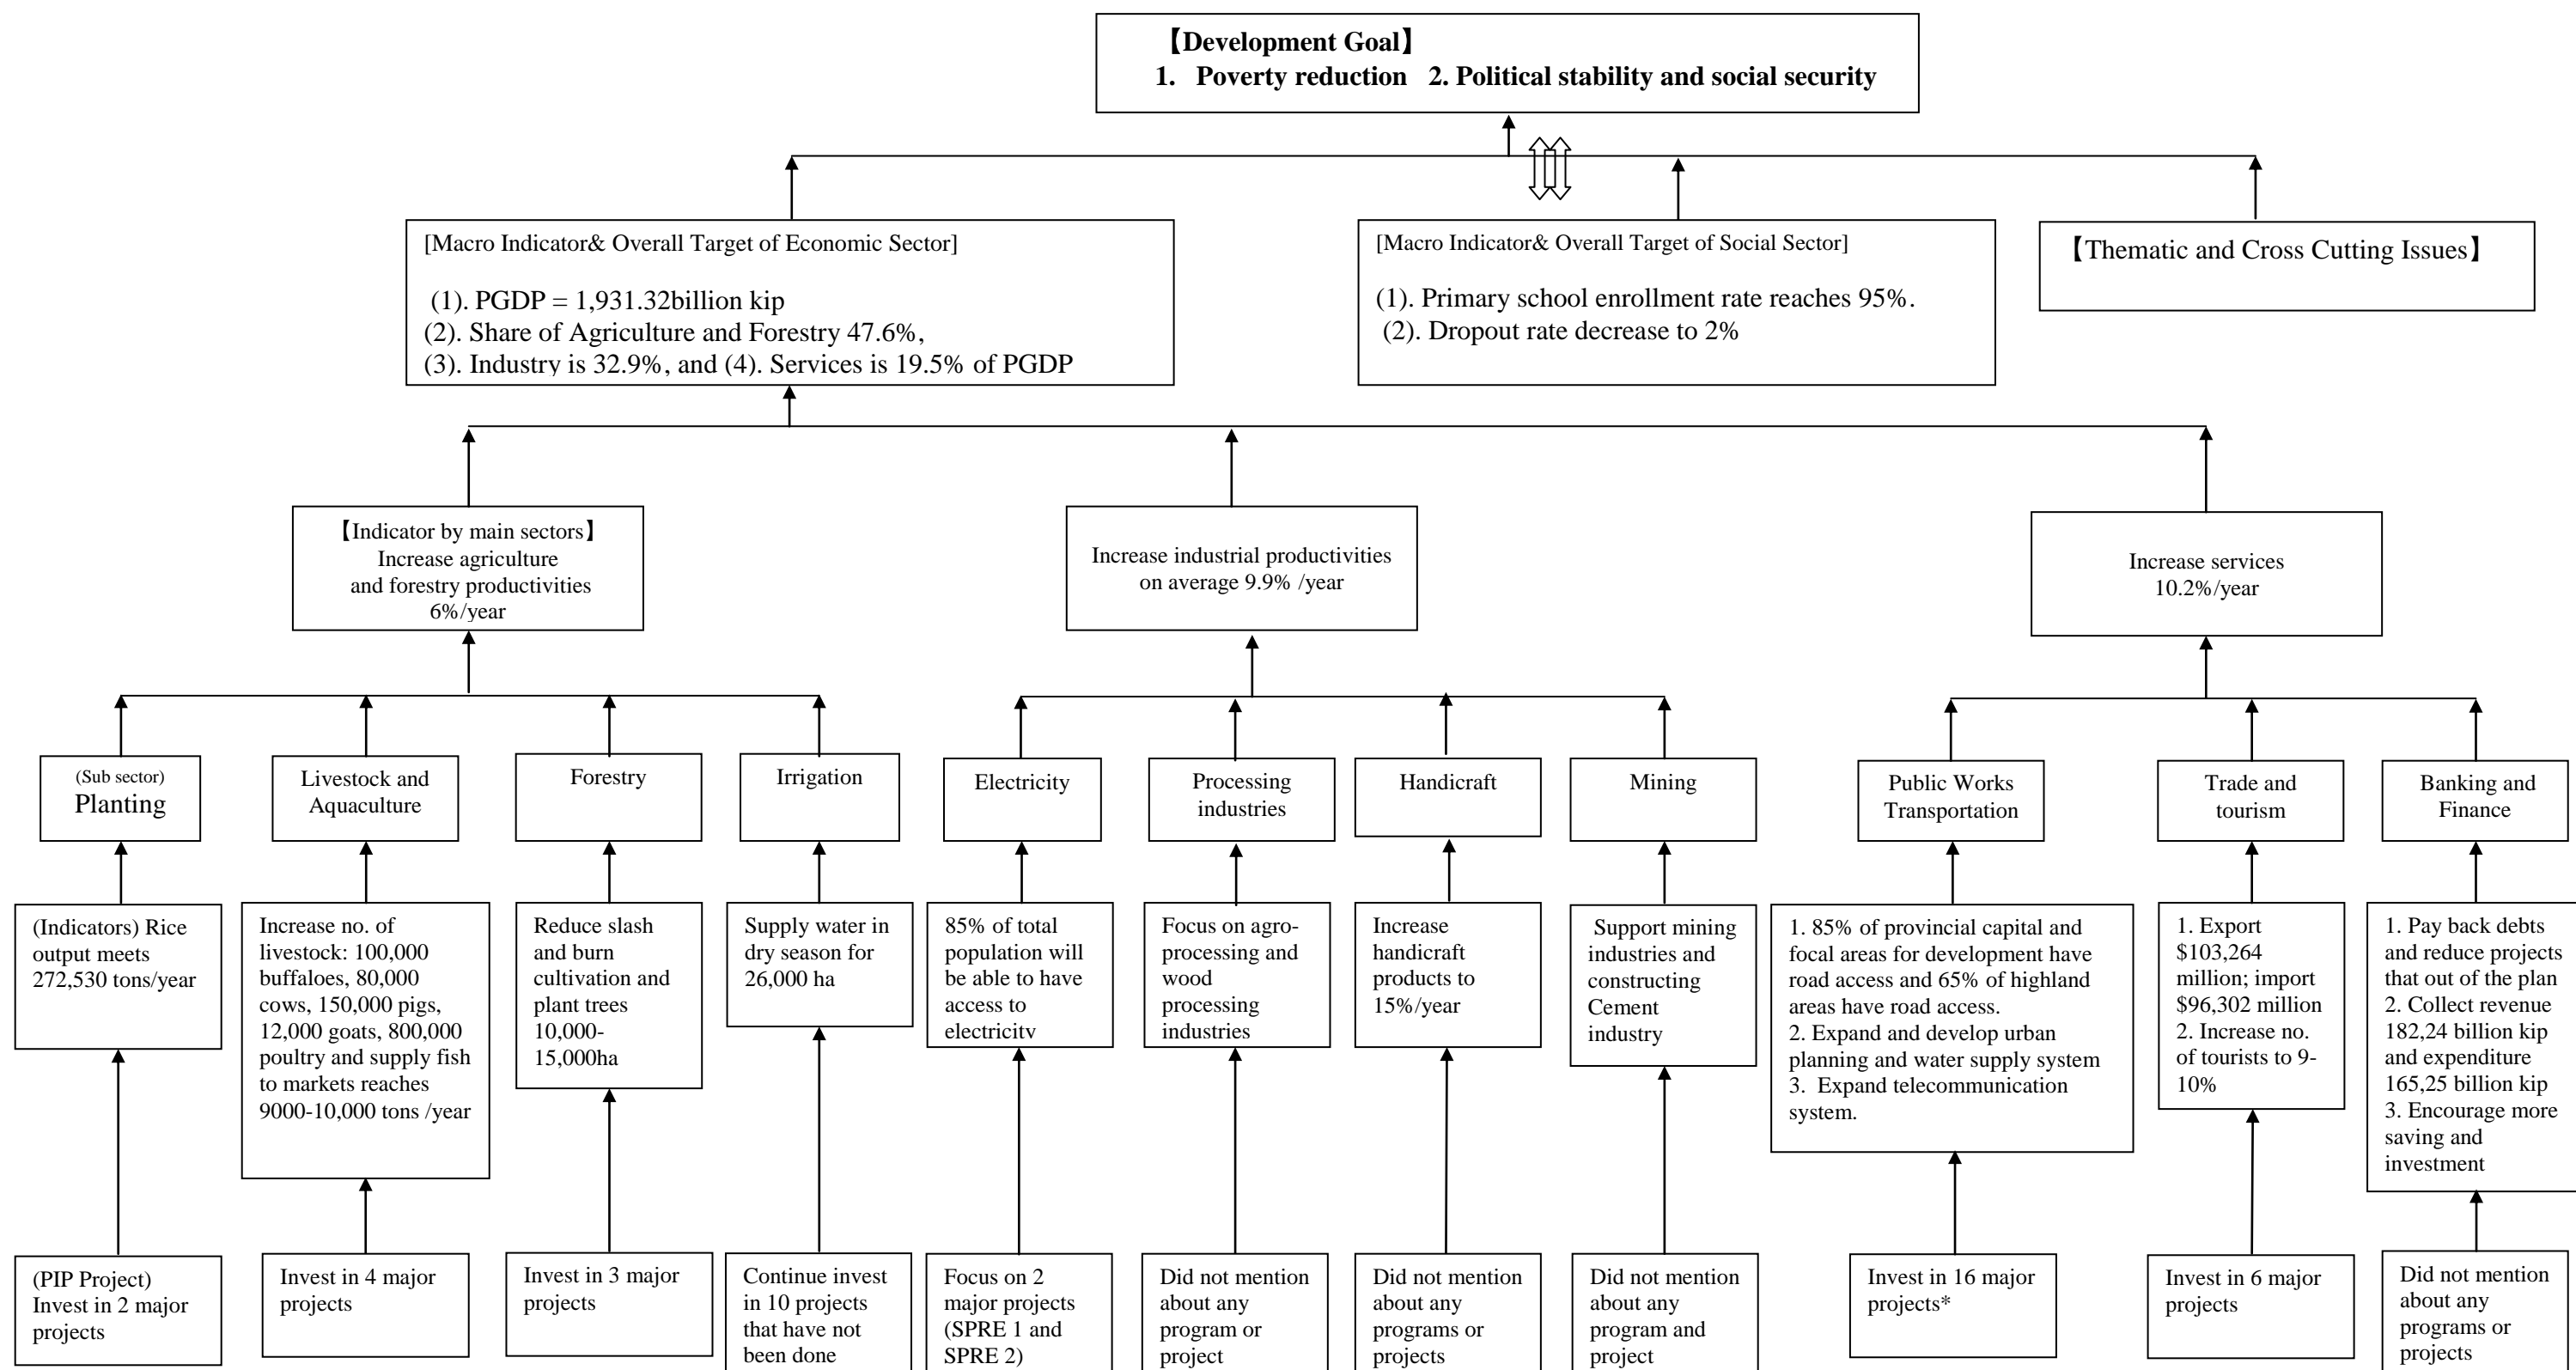 【Development Goal】
1. Poverty reduction 2. Political stability and social security
[Macro Indicator& Overall Target of Economic Sector]
(1). PGDP = 1,931.32billion kip
(2). Share of Agriculture and Forestry 47.6%,
(3). Industry is 32.9%, and (4). Services is 19.5% of PGDP
[Macro Indicator& Overall Target of Social Sector]
(1). Primary school enrollment rate reaches 95%.
(2). Dropout rate decrease to 2%
【Thematic and Cross Cutting Issues】
【Indicator by main sectors】
Increase agriculture
and forestry productivities
6%/year
Increase industrial productivities
on average 9.9% /year
Increase services
10.2%/year
(Sub sector)
Planting
Livestock and
Aquaculture
Forestry
Irrigation
Electricity
Processing
industries
Handicraft
Mining
Public Works
Transportation
Trade and
tourism
Banking and
Finance
(Indicators) Rice
output meets
272,530 tons/year
Increase no. of
livestock: 100,000
buffaloes, 80,000
cows, 150,000 pigs,
12,000 goats, 800,000
poultry and supply fish
to markets reaches
9000-10,000 tons /year
Reduce slash
and burn
cultivation and
plant trees
10,000-
15,000ha
Supply water in
dry season for
26,000 ha
85% of total
population will
be able to have
access to
electricity
Focus on agro-
processing and
wood
processing
industries
Increase
handicraft
products to
15%/year
Support mining
industries and
constructing
Cement
industry
1. 85% of provincial capital and
focal areas for development have
road access and 65% of highland
areas have road access.
2. Expand and develop urban
planning and water supply system
3. Expand telecommunication
system.
1. Export
$103,264
million; import
$96,302 million
2. Increase no.
of tourists to 9-
10%
1. Pay back debts
and reduce projects
that out of the plan
2. Collect revenue
182,24 billion kip
and expenditure
165,25 billion kip
3. Encourage more
saving and
investment
(PIP Project)
Invest in 2 major
projects
Invest in 4 major
projects
Invest in 3 major
projects
Continue invest
in 10 projects
that have not
been done
Focus on 2
major projects
(SPRE 1 and
SPRE 2)
Did not mention
about any
program or
project
Did not mention
about any
programs or
projects
Did not mention
about any
program and
project
Invest in 16 major
projects*
Invest in 6 major
projects
Did not mention
about any
programs or
projects